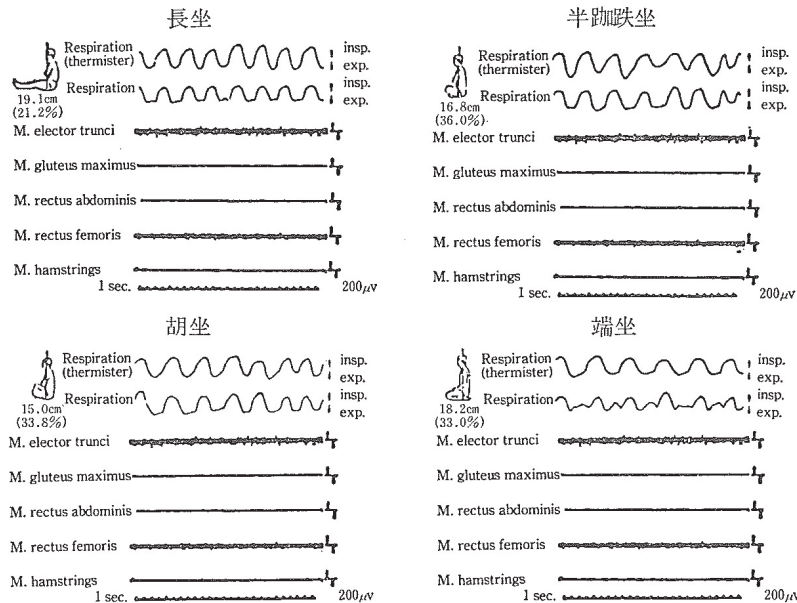 長坐
Respiration
(thermister)
insp.
exp.
Respiration
insp.
exp.
19.1cm
(21.2%)
M. elector trunci
M. gluteus maximus
M. rectus abdominis
M. rectus femoris
M. hamstrings
1 sec.
200μv
半跏趺坐
Respiration
(thermister)
insp.
exp.
Respiration
insp.
exp.
16.8cm
(36.0%)
M. elector trunci
M. gluteus maximus
M. rectus abdominis
M. rectus femoris
M. hamstrings
1 sec.
200μv
胡坐
Respiration
(thermister)
insp.
exp.
Respiration
insp.
exp.
15.0cm
(33.8%)
M. elector trunci
M. gluteus maximus
M. rectus abdominis
M. rectus femoris
M. hamstrings
1 sec.
200μv
端坐
Respiration
(thermister)
insp.
exp.
Respiration
insp.
exp.
18.2cm
(33.0%)
M. elector trunci
M. gluteus maximus
M. rectus abdominis
M. rectus femoris
M. hamstrings
1 sec.
200μv